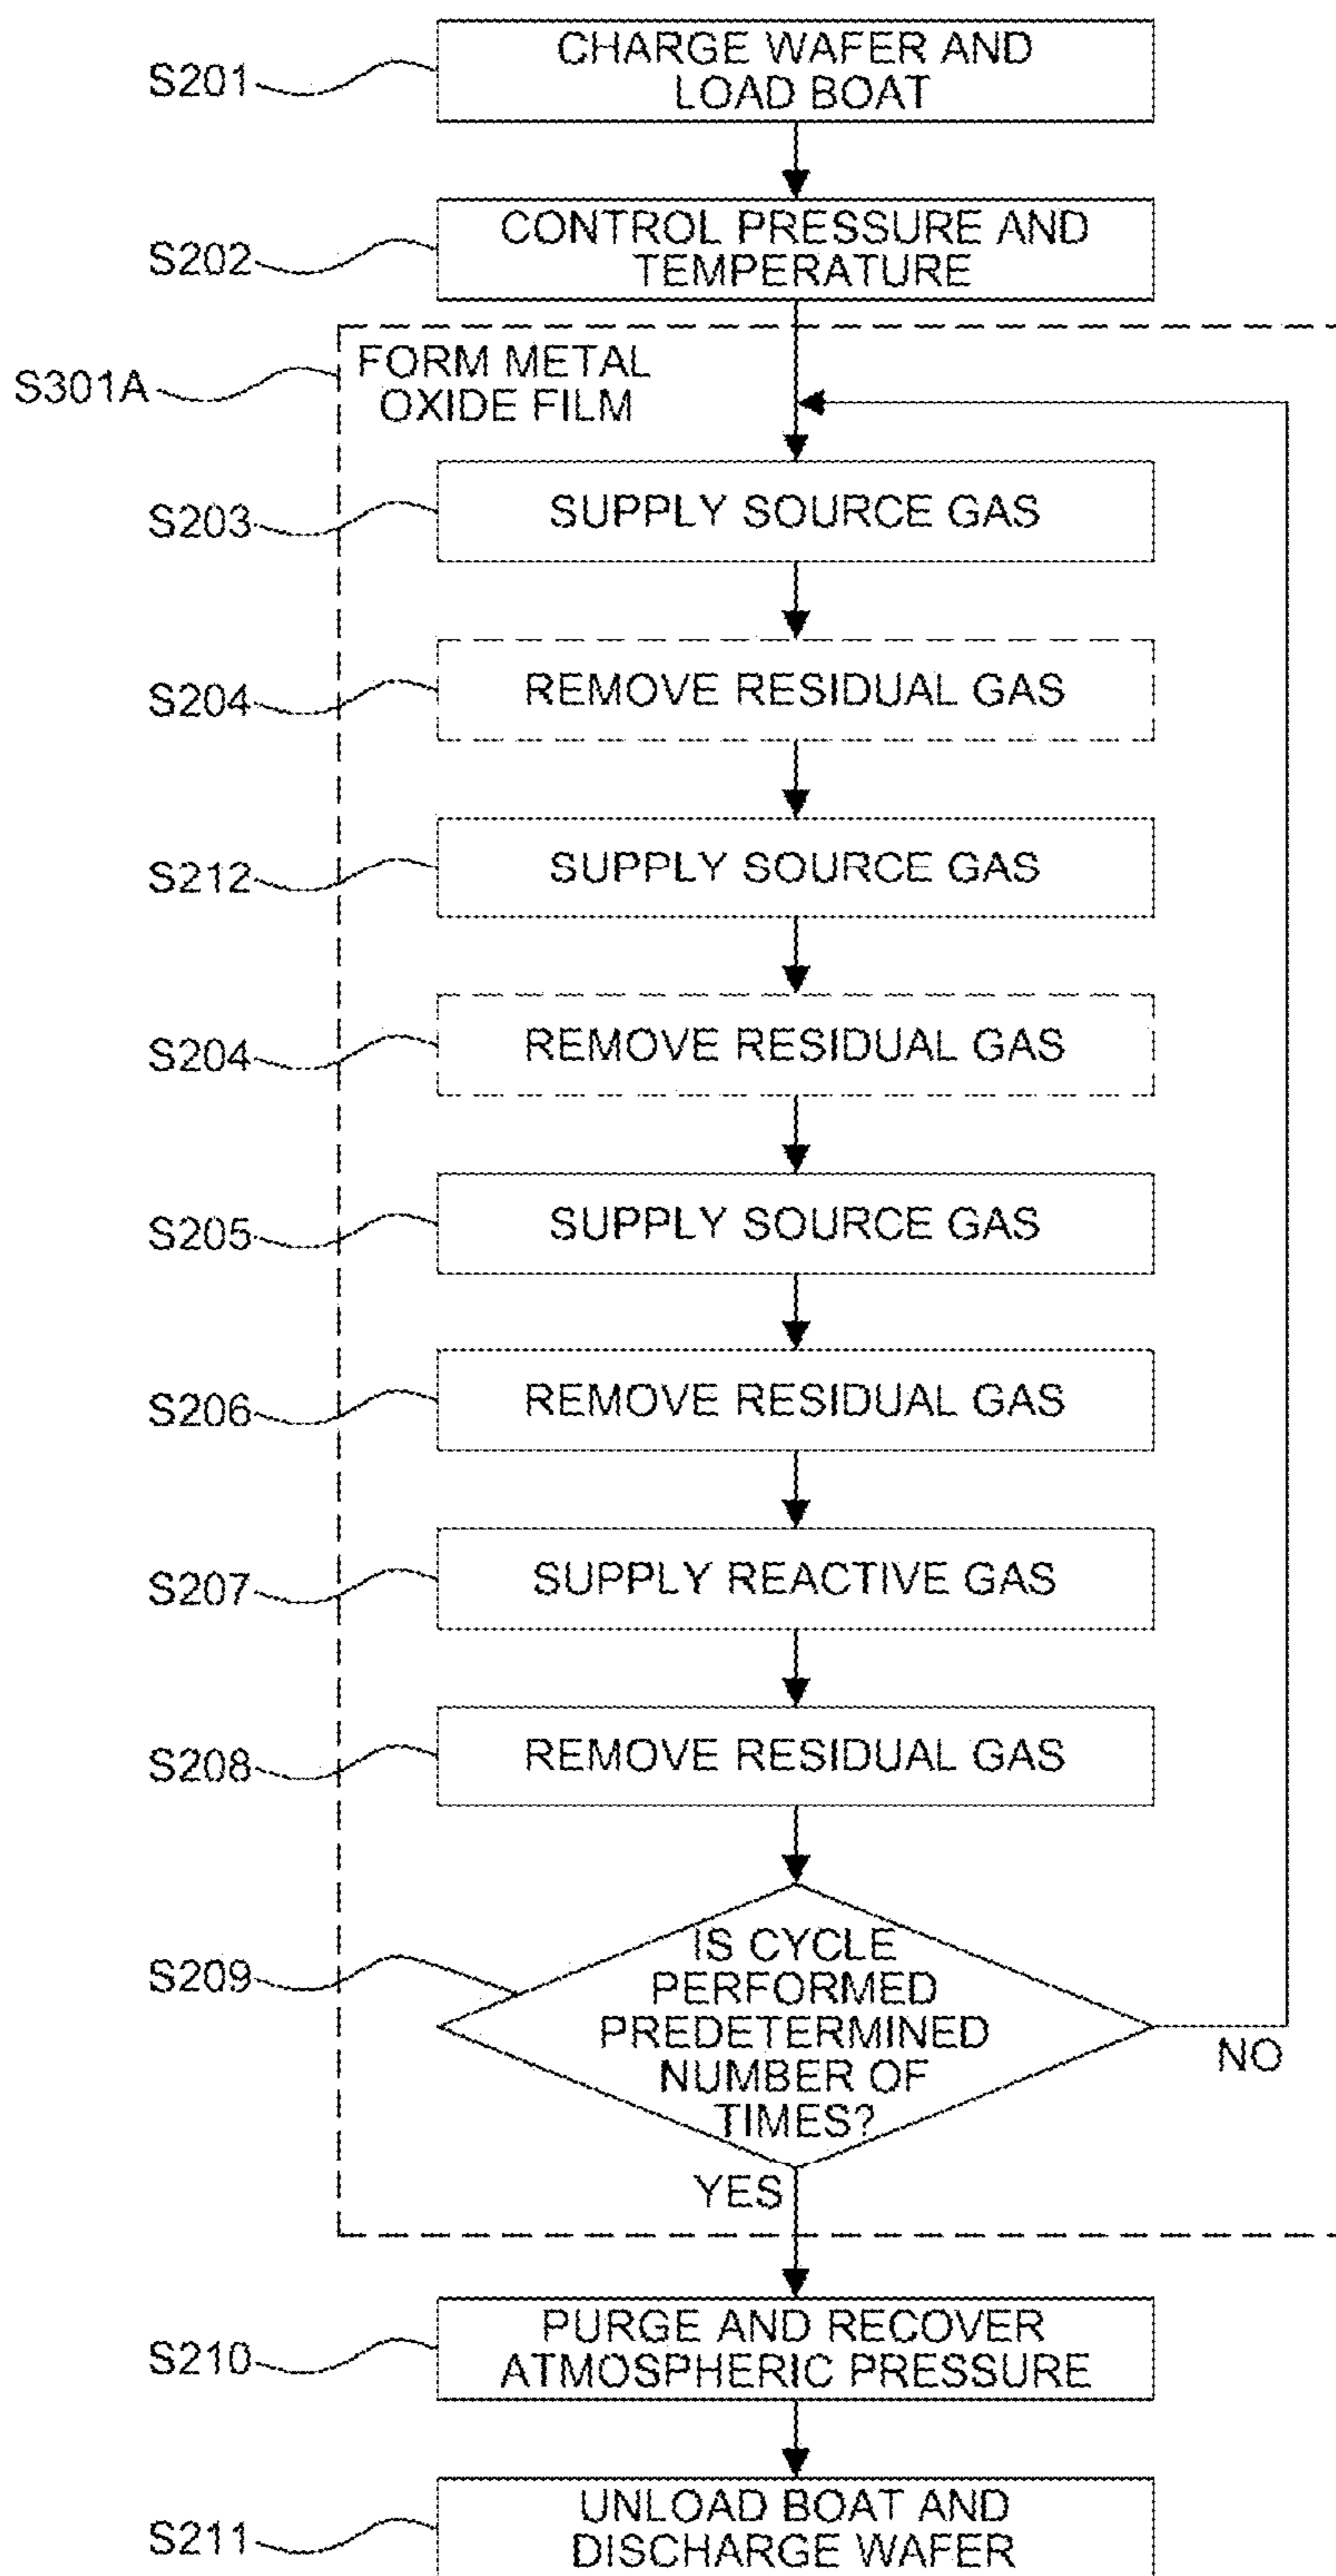 S201
CHARGE WAFER AND
LOAD BOAT
S202
CONTROL PRESSURE AND
TEMPERATURE
S301A
FORM METAL
OXIDE FILM
S203
SUPPLY SOURCE GAS
S204
REMOVE RESIDUAL GAS
S212
SUPPLY SOURCE GAS
S204
REMOVE RESIDUAL GAS
S205
SUPPLY SOURCE GAS
S206
REMOVE RESIDUAL GAS
S207
SUPPLY REACTIVE GAS
S208
REMOVE RESIDUAL GAS
S209
IS CYCLE
PERFORMED
PREDETERMINED
NUMBER OF
TIMES?
NO
YES
S210
PURGE AND RECOVER
ATMOSPHERIC PRESSURE
S211
UNLOAD BOAT AND
DISCHARGE WAFER